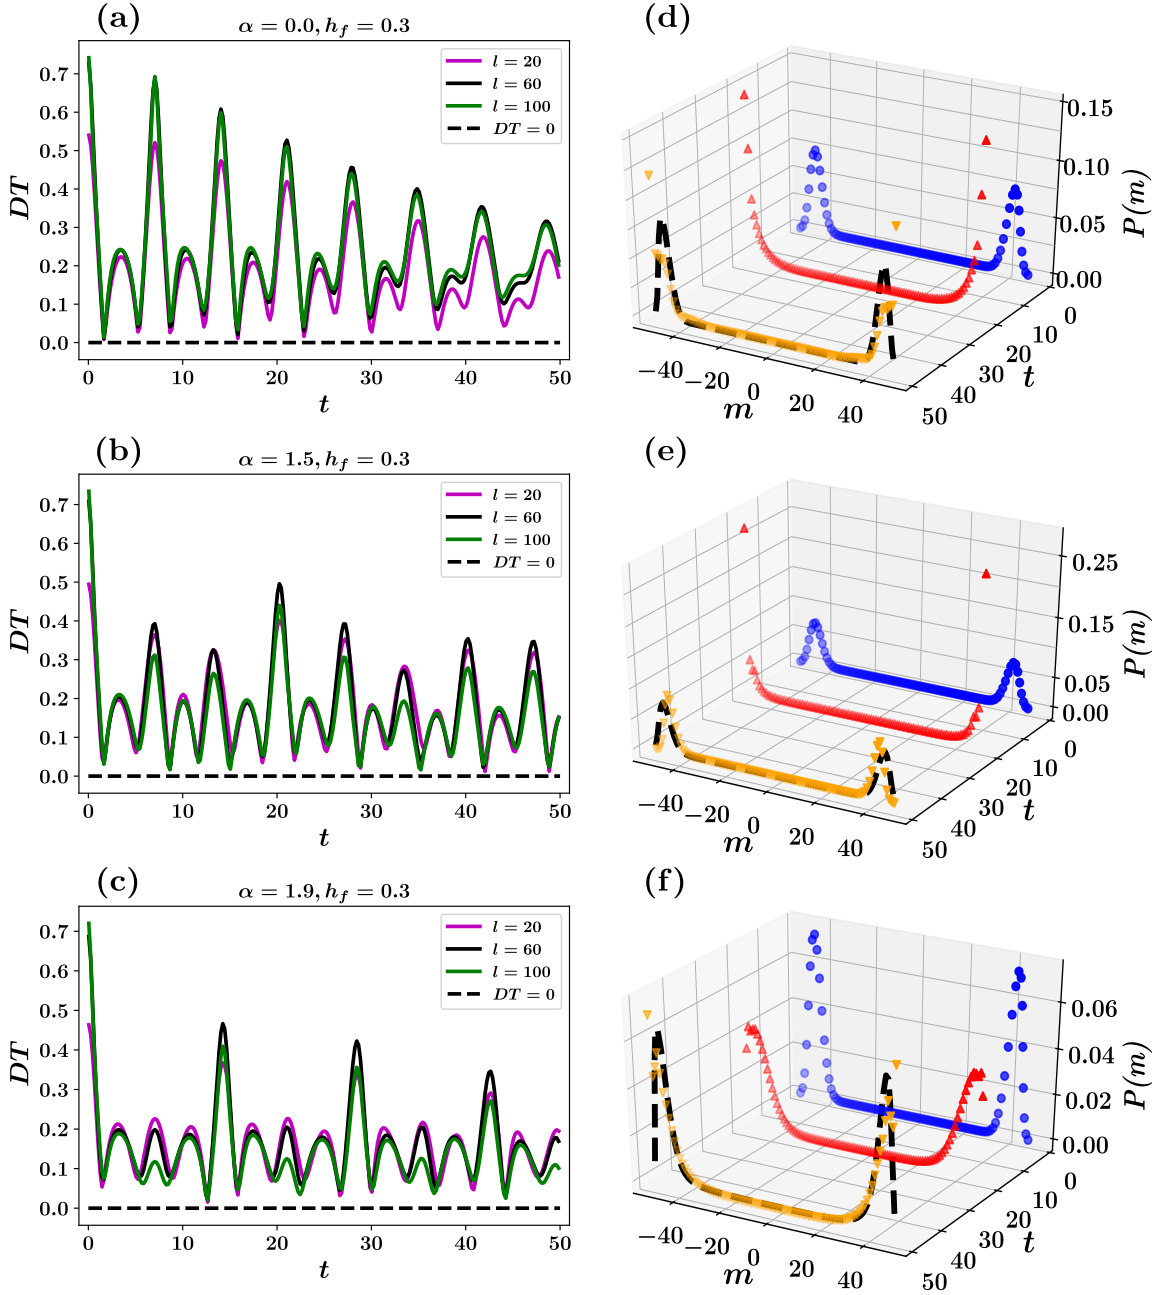 (a)
α = 0.0, h_f = 0.3
DT
0.7
0.6
0.5
0.4
0.3
0.2
0.1
0.0
l = 20
l = 60
l = 100
DT = 0
0 10 20 30 40 50
t
(d)
0.15
0.10
0.05
0.00
P(m)
−40 −20 0 20 40
m
0 10 20 30 40 50
t
(b)
α = 1.5, h_f = 0.3
DT
0.7
0.6
0.5
0.4
0.3
0.2
0.1
0.0
l = 20
l = 60
l = 100
DT = 0
0 10 20 30 40 50
t
(e)
0.25
0.15
0.05
0.00
P(m)
−40 −20 0 20 40
m
0 10 20 30 40 50
t
(c)
α = 1.9, h_f = 0.3
DT
0.7
0.6
0.5
0.4
0.3
0.2
0.1
0.0
l = 20
l = 60
l = 100
DT = 0
0 10 20 30 40 50
t
(f)
0.06
0.04
0.02
0.00
P(m)
−40 −20 0 20 40
m
0 10 20 30 40 50
t